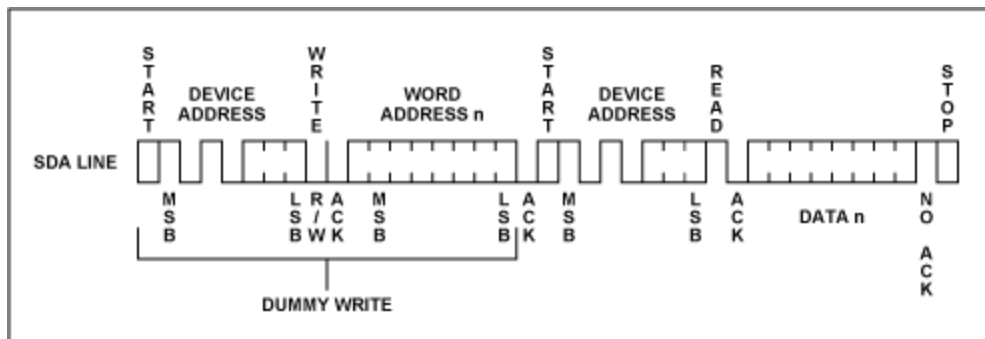 START
WRITE
START
READ
STOP
DEVICE
ADDRESS
WORD
ADDRESS n
DEVICE
ADDRESS
SDA LINE
MSB
LSB
R/W
ACK
MSB
LSB
ACK
MSB
LSB
ACK
DATA n
NO ACK
DUMMY WRITE